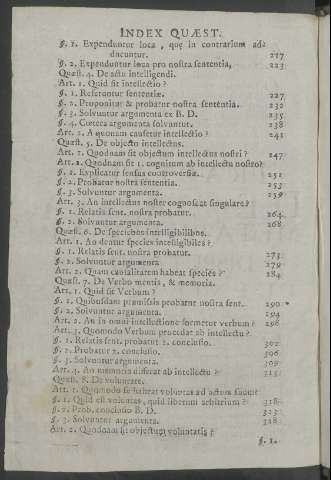 INDEX QUÆST.
§. 1. Expenduntur loca, quę in contrarium ad-
ducuntur. 217
§. 2. Expenduntur loca pro nostra sententia, 223
Quæst. 4. De actu intelligendi.
Art. 1. Quid sit intellectio?
§. 1. Referuntur sententiæ. 227
§. 2. Proponitur & probatur nostra sententia. 232
§. 3. Solvuntur argumenta ex B. D. 235
§. 4. Cætera argumenta solvuntur. 238
Art. 2. A quonam causetur intellectio? 241
Quæst. 5. De objecto intellectus.
Art. 1. Quodnam sit objectum intellectus nostri? 247
Art. 2. Quodnam sit 1. cognitum ab intellectu nostro?
§. 1. Explicatur sensus controversiæ. 251
§. 2. Probatur nostra sententia. 253
§. 3. Solvuntur argumenta. 259
Art. 3. An intellectus noster cognoscat singulare?
§. 1. Relatis sent. nostra probatur. 264
§. 2. Solvuntur argumenta. 268
Quæst. 6. De speciebus intelligibilibus.
Art. 1. An dentur species intelligibiles?
§. 1. Relatis sent. nostra probatur. 273
§. 2. Solvuntur argumenta 279
Art. 2. Quam causalitatem habeat species? 284
Quæst. 7. De Verbo mentis, & memoria.
Art. 1. Quid sit Verbum?
§. 1. Quibusdam præmissis probatur nostra sent. 290
§. 2. Solvuntur argumenta. 294
Art. 2. An in omni intellectione formetur verbum? 296
Art. 3. Quomodo Verbum procedat ab intellectu?
§. 1. Relatis sent. probatur 1. conclusio. 302
§. 2. Probatur 2. conclusio. 306
§. 3. Solvuntur argumenta. 309
Art. 4. An memoria differat ab intellectu? 315
Quæst. 8. De voluntate.
Art. 1. Quomodo se habeat voluntas ad actum suum?
§. 1. Quid est voluntas, quid liberum arbitrium? 318
§. 2. Prob. conclusio B. D. 323
§. 3. Solvuntur argumenta. 328
Art. 2. Quodnam sit objectum voluntatis?
§. 1.